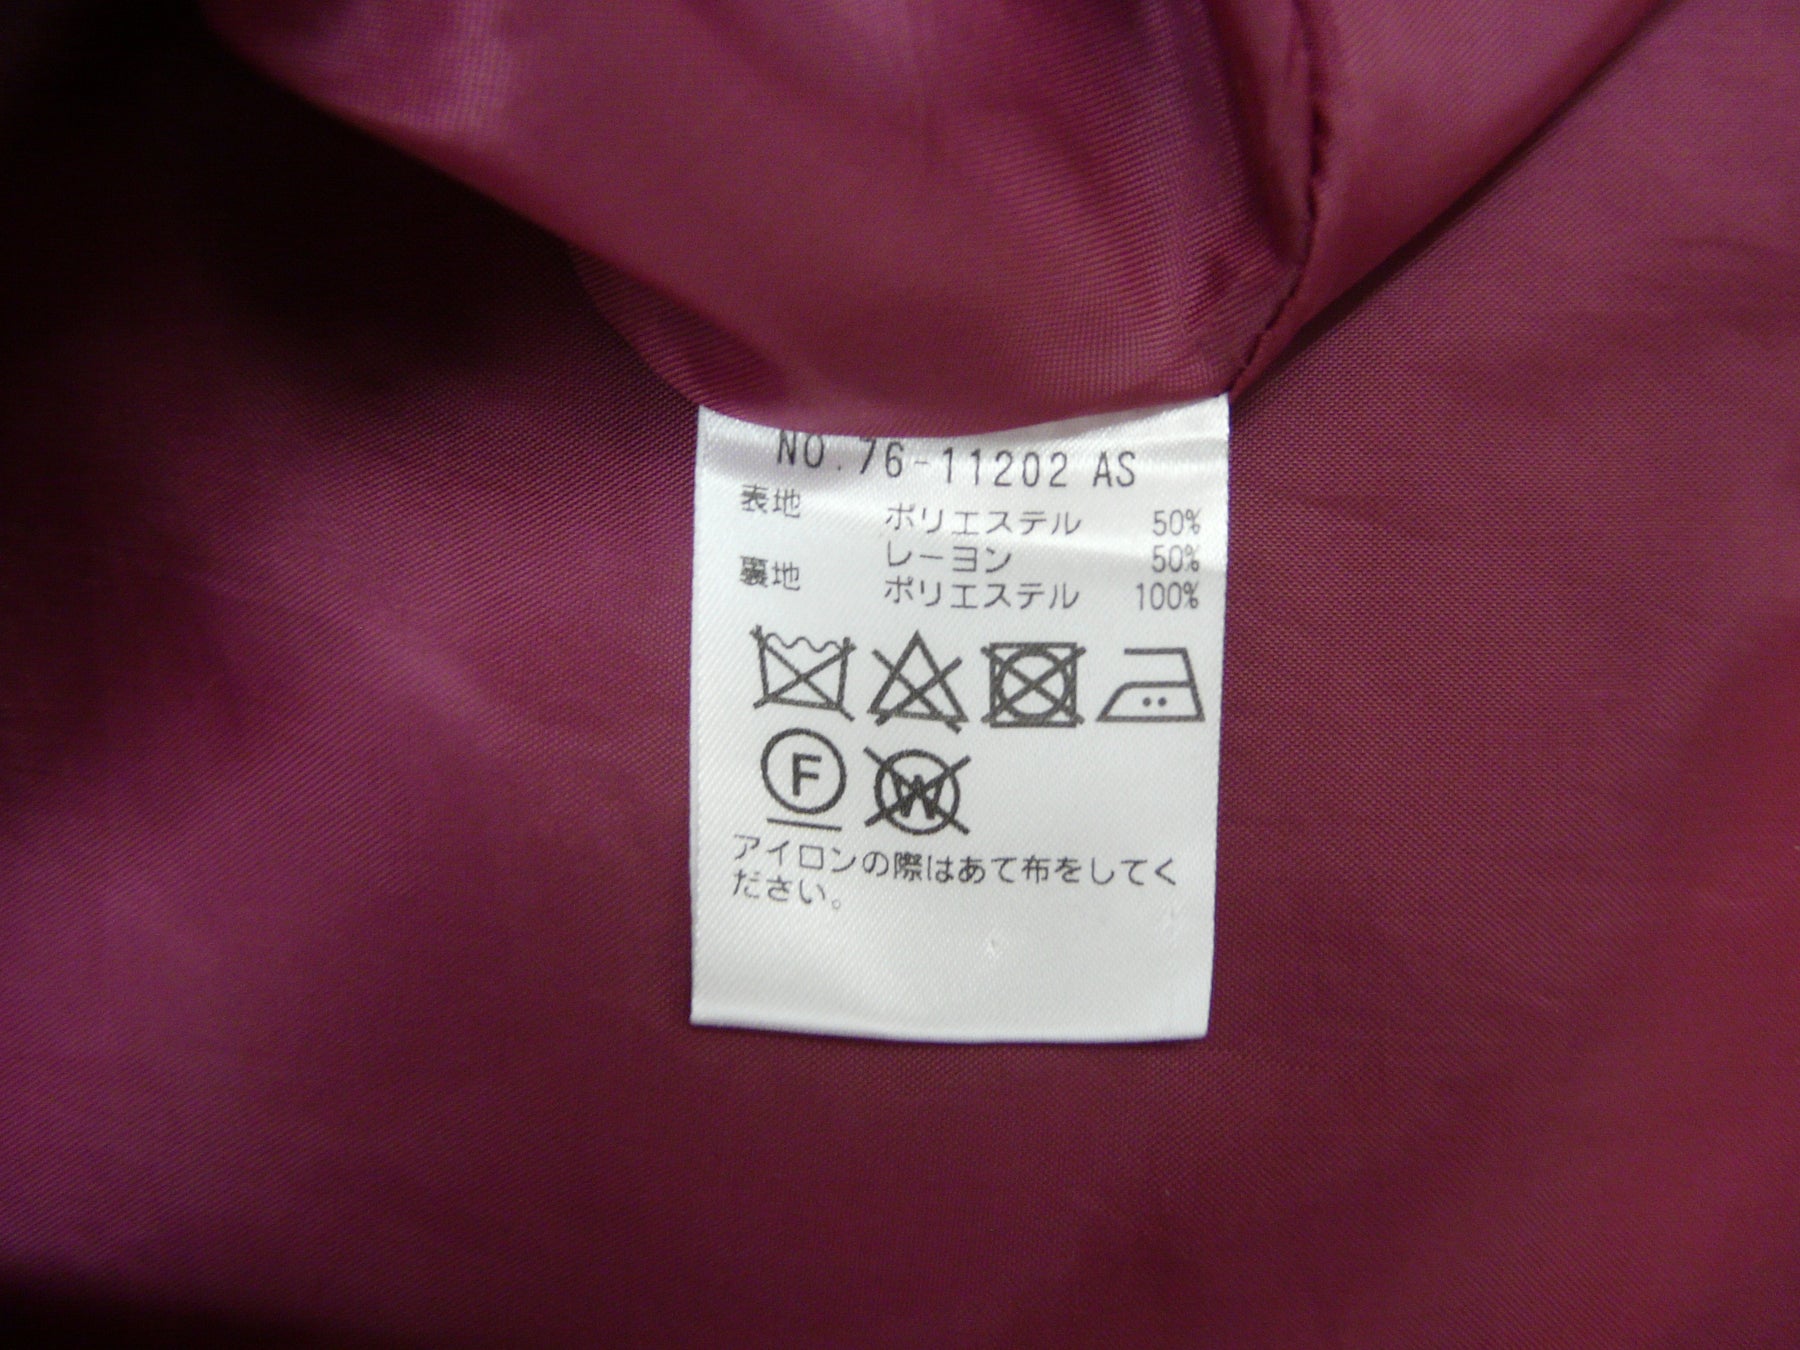 NO.76-11202 AS
表地 ポリエステル 50%
レーヨン 50%
裏地 ポリエステル 100%
F W
アイロンの際はあて布をしてく
ださい。